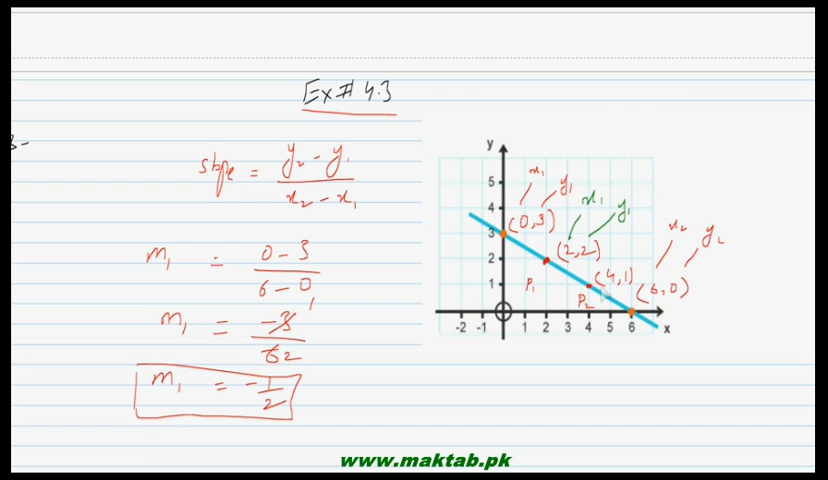 Ex# 4.3
slope = y₂ - y₁ / x₂ - x₁
m₁ = 0 - 3 / 6 - 0
m₁ = -3 1 / 6 2
m₁ = - 1 / 2
y
5
4
3
2
1
-2 -1 1 2 3 4 5 6 x
x₁ y₁
(0,3)
x₁ y₁
(2,2)
P₁
(4,1)
P₂
x₂ y₂
(6,0)
www.maktab.pk